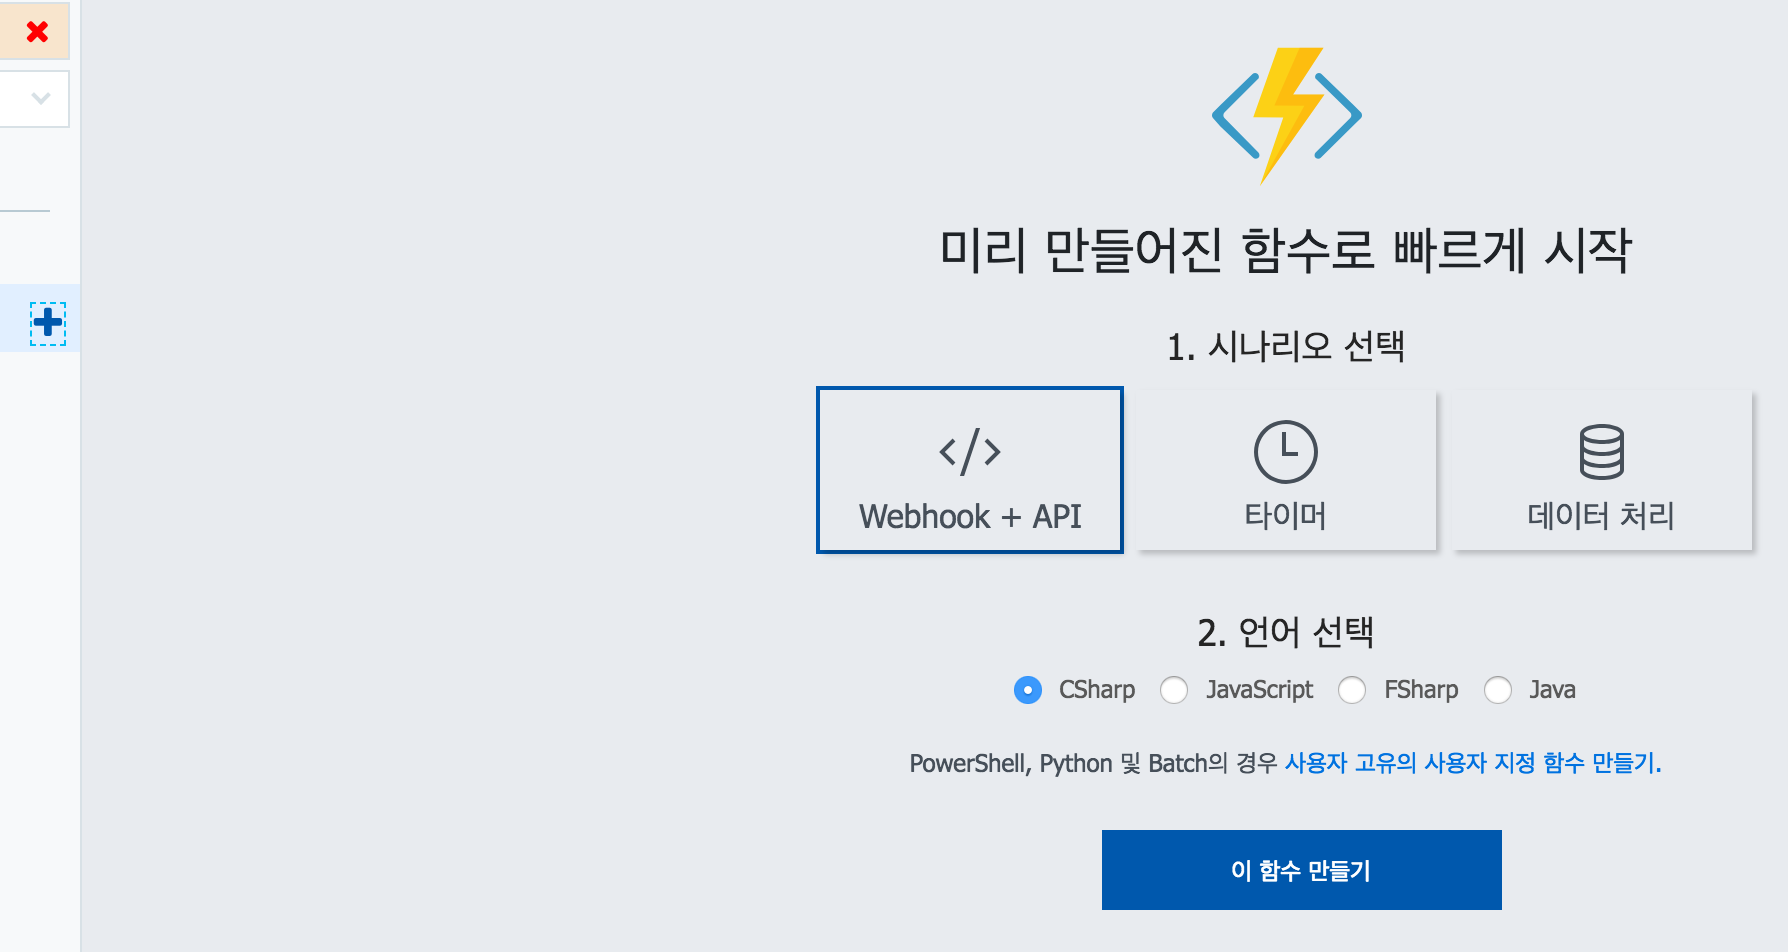 미리 만들어진 함수로 빠르게 시작
1. 시나리오 선택
Webhook + API
타이머
데이터 처리
2. 언어 선택
CSharp JavaScript FSharp Java
PowerShell, Python 및 Batch의 경우 사용자 고유의 사용자 지정 함수 만들기.
이 함수 만들기